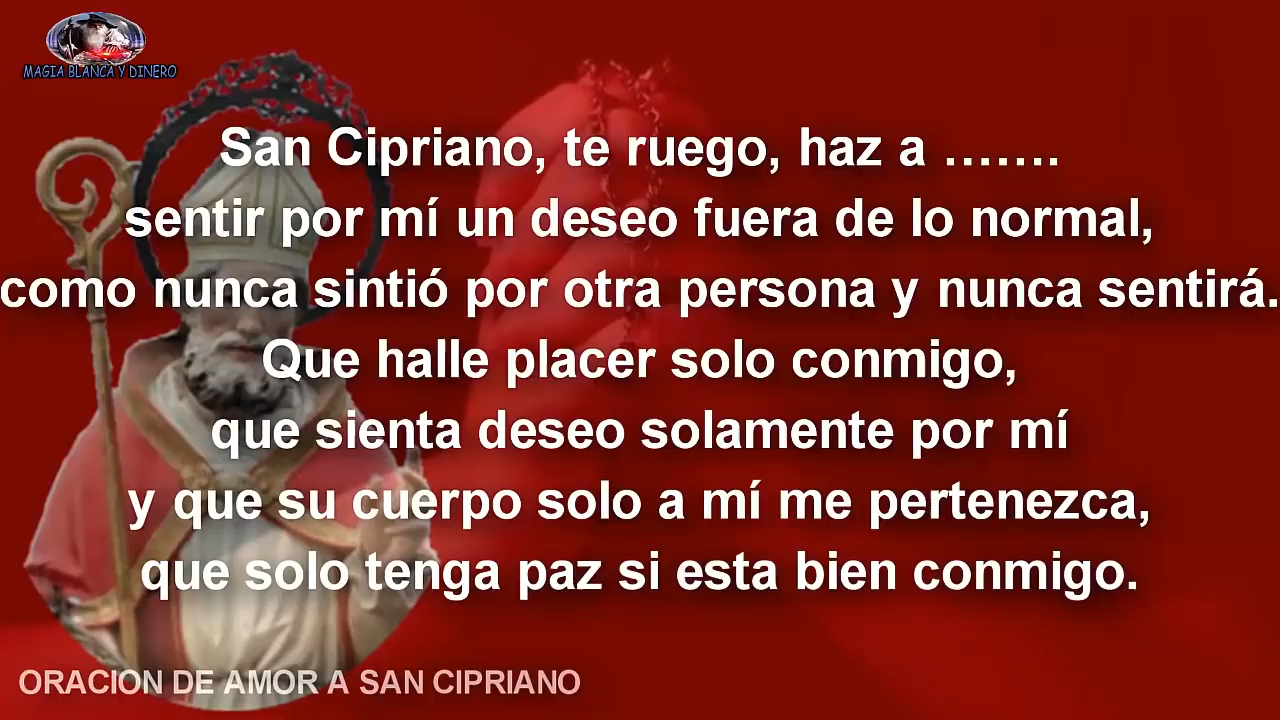 MAGIA BLANCA Y DINERO
San Cipriano, te ruego, haz a .......
sentir por mí un deseo fuera de lo normal,
como nunca sintió por otra persona y nunca sentirá.
Que halle placer solo conmigo,
que sienta deseo solamente por mí
y que su cuerpo solo a mí me pertenezca,
que solo tenga paz si esta bien conmigo.
ORACION DE AMOR A SAN CIPRIANO